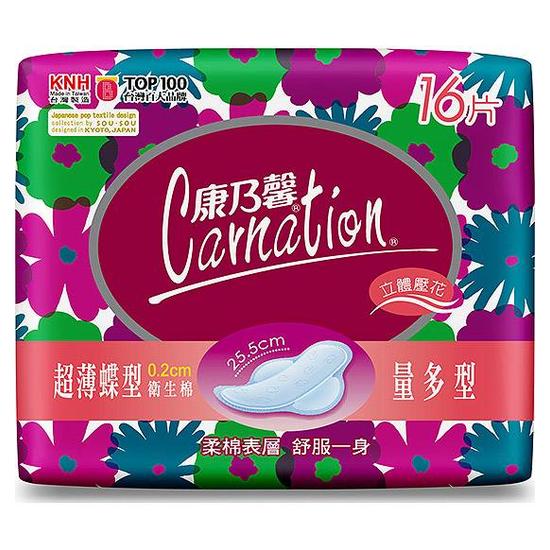 KNH
Made in Taiwan
台灣製造
TOP100
台灣百大品牌
Japanese pop textile design
collection by SOU・SOU
designed in KYOTO, JAPAN
16片
康乃馨®
Carnation®
立體壓花
超薄蝶型
0.2cm
衛生棉
25.5cm
量多型
柔棉表層 舒服一身